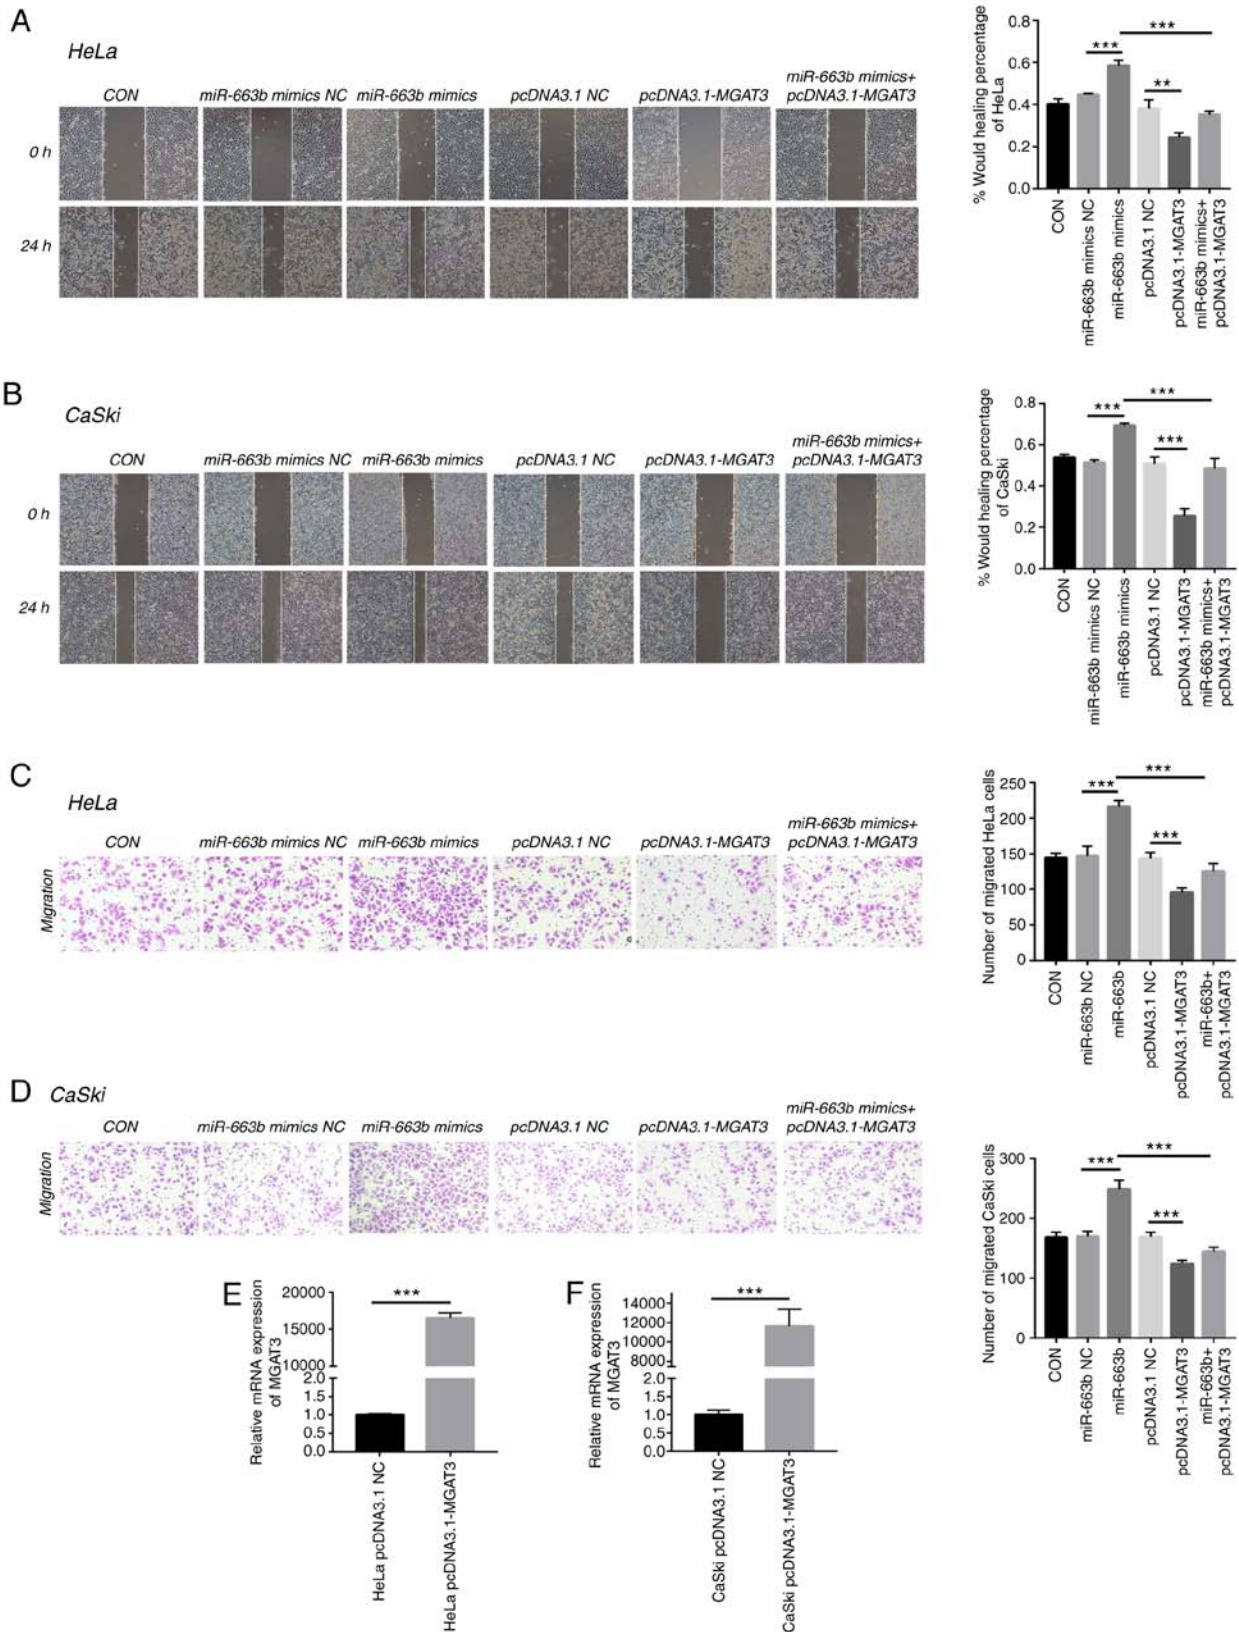 A
HeLa
CON
miR-663b mimics NC
miR-663b mimics
pcDNA3.1 NC
pcDNA3.1-MGAT3
miR-663b mimics+
pcDNA3.1-MGAT3
0 h
24 h
% Would healing percentage
of HeLa
0.8
0.6
0.4
0.2
0.0
***
***
**
CON
miR-663b mimics NC
miR-663b mimics
pcDNA3.1 NC
pcDNA3.1-MGAT3
miR-663b mimics+
pcDNA3.1-MGAT3
B
CaSki
CON
miR-663b mimics NC
miR-663b mimics
pcDNA3.1 NC
pcDNA3.1-MGAT3
miR-663b mimics+
pcDNA3.1-MGAT3
0 h
24 h
% Would healing percentage
of CaSki
0.8
0.6
0.4
0.2
0.0
***
***
***
CON
miR-663b mimics NC
miR-663b mimics
pcDNA3.1 NC
pcDNA3.1-MGAT3
miR-663b mimics+
pcDNA3.1-MGAT3
C
HeLa
CON
miR-663b mimics NC
miR-663b mimics
pcDNA3.1 NC
pcDNA3.1-MGAT3
miR-663b mimics+
pcDNA3.1-MGAT3
Migration
Number of migrated HeLa cells
250
200
150
100
50
0
***
***
***
CON
miR-663b NC
miR-663b
pcDNA3.1 NC
pcDNA3.1-MGAT3
miR-663b+
pcDNA3.1-MGAT3
D
CaSki
CON
miR-663b mimics NC
miR-663b mimics
pcDNA3.1 NC
pcDNA3.1-MGAT3
miR-663b mimics+
pcDNA3.1-MGAT3
Migration
Number of migrated CaSki cells
300
200
100
0
***
***
***
CON
miR-663b NC
miR-663b
pcDNA3.1 NC
pcDNA3.1-MGAT3
miR-663b+
pcDNA3.1-MGAT3
E
Relative mRNA expression
of MGAT3
20000
15000
10000
2.0
1.5
1.0
0.5
0.0
***
HeLa pcDNA3.1 NC
HeLa pcDNA3.1-MGAT3
F
Relative mRNA expression
of MGAT3
14000
12000
10000
8000
2.0
1.5
1.0
0.5
0.0
***
CaSki pcDNA3.1 NC
CaSki pcDNA3.1-MGAT3